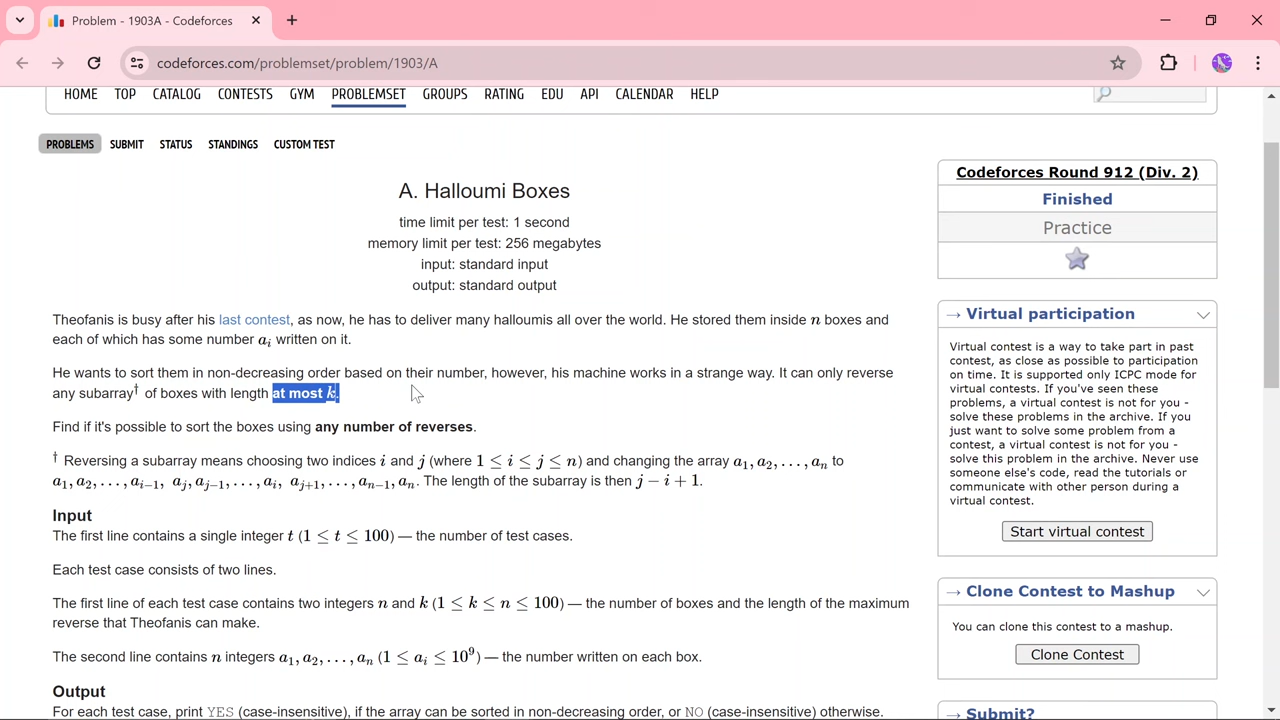 Problem - 1903A - Codeforces
codeforces.com/problemset/problem/1903/A
HOME TOP CATALOG CONTESTS GYM PROBLEMSET GROUPS RATING EDU API CALENDAR HELP
PROBLEMS SUBMIT STATUS STANDINGS CUSTOM TEST
A. Halloumi Boxes
time limit per test: 1 second
memory limit per test: 256 megabytes
input: standard input
output: standard output
Theofanis is busy after his last contest, as now, he has to deliver many halloumis all over the world. He stored them inside n boxes and
each of which has some number a_i written on it.
He wants to sort them in non-decreasing order based on their number, however, his machine works in a strange way. It can only reverse
any subarray† of boxes with length at most k.
Find if it's possible to sort the boxes using any number of reverses.
† Reversing a subarray means choosing two indices i and j (where 1 ≤ i ≤ j ≤ n) and changing the array a_1, a_2, …, a_n to
a_1, a_2, …, a_{i−1}, a_j, a_{j−1}, …, a_i, a_{j+1}, …, a_{n−1}, a_n. The length of the subarray is then j − i + 1.
Input
The first line contains a single integer t (1 ≤ t ≤ 100) — the number of test cases.
Each test case consists of two lines.
The first line of each test case contains two integers n and k (1 ≤ k ≤ n ≤ 100) — the number of boxes and the length of the maximum
reverse that Theofanis can make.
The second line contains n integers a_1, a_2, …, a_n (1 ≤ a_i ≤ 10^9) — the number written on each box.
Output
For each test case, print YES (case-insensitive), if the array can be sorted in non-decreasing order, or NO (case-insensitive) otherwise.
Codeforces Round 912 (Div. 2)
Finished
Practice
→ Virtual participation
Virtual contest is a way to take part in past
contest, as close as possible to participation
on time. It is supported only ICPC mode for
virtual contests. If you've seen these
problems, a virtual contest is not for you -
solve these problems in the archive. If you
just want to solve some problem from a
contest, a virtual contest is not for you -
solve this problem in the archive. Never use
someone else's code, read the tutorials or
communicate with other person during a
virtual contest.
Start virtual contest
→ Clone Contest to Mashup
You can clone this contest to a mashup.
Clone Contest
→ Submit?